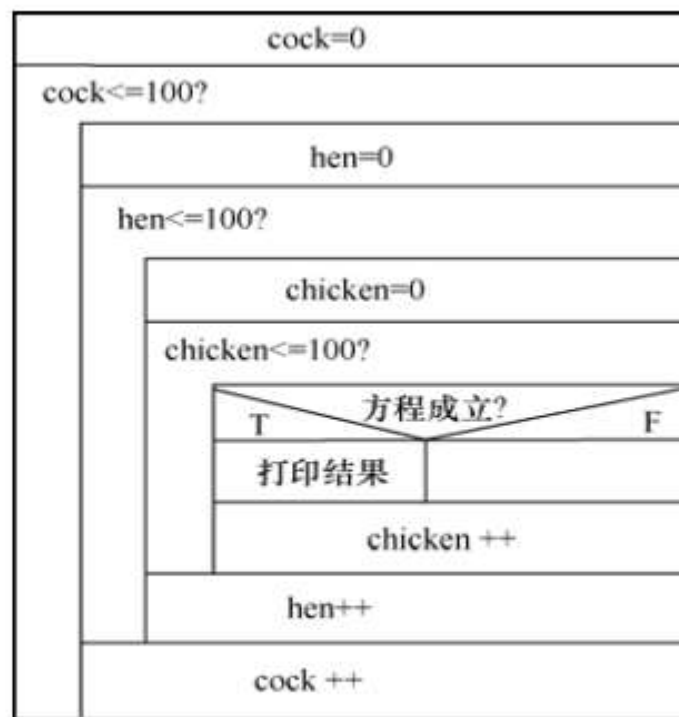 cock=0
cock<=100?
hen=0
hen<=100?
chicken=0
chicken<=100?
方程成立?
T
F
打印结果
chicken ++
hen++
cock ++